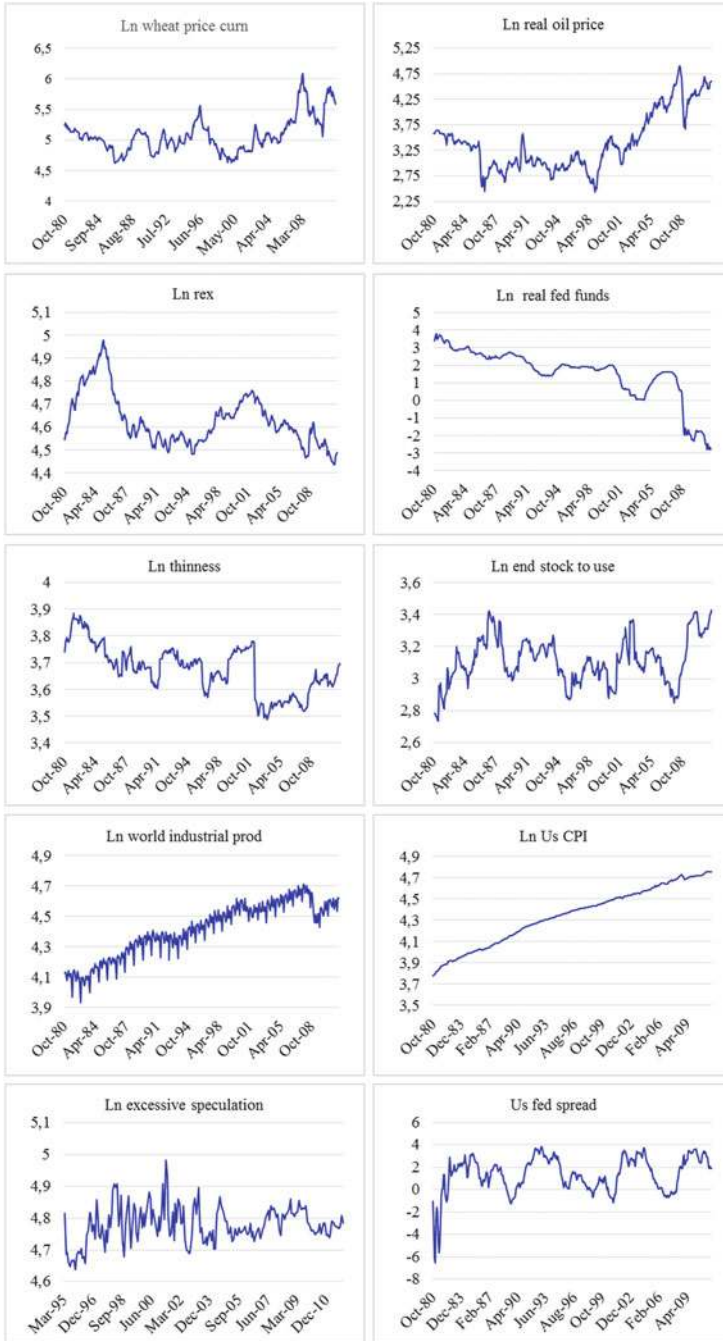 Ln wheat price curn
6,5
6
5,5
5
4,5
4
Oct-80
Sep-84
Aug-88
Jul-92
Jun-96
May-00
Apr-04
Mar-08
Ln real oil price
5,25
4,75
4,25
3,75
3,25
2,75
2,25
Oct-80
Apr-84
Oct-87
Apr-91
Oct-94
Apr-98
Oct-01
Apr-05
Oct-08
Ln rex
5,1
5
4,9
4,8
4,7
4,6
4,5
4,4
Oct-80
Apr-84
Oct-87
Apr-91
Oct-94
Apr-98
Oct-01
Apr-05
Oct-08
Ln real fed funds
5
4
3
2
1
0
-1
-2
-3
-4
Oct-80
Apr-84
Oct-87
Apr-91
Oct-94
Apr-98
Oct-01
Apr-05
Oct-08
Ln thinness
4
3,9
3,8
3,7
3,6
3,5
3,4
Oct-80
Apr-84
Oct-87
Apr-91
Oct-94
Apr-98
Oct-01
Apr-05
Oct-08
Ln end stock to use
3,6
3,4
3,2
3
2,8
2,6
Oct-80
Apr-84
Oct-87
Apr-91
Oct-94
Apr-98
Oct-01
Apr-05
Oct-08
Ln world industrial prod
4,9
4,7
4,5
4,3
4,1
3,9
Oct-80
Apr-84
Oct-87
Apr-91
Oct-94
Apr-98
Oct-01
Apr-05
Oct-08
Ln Us CPI
4,9
4,7
4,5
4,3
4,1
3,9
3,7
3,5
Oct-80
Dec-83
Feb-87
Apr-90
Jun-93
Aug-96
Oct-99
Dec-02
Feb-06
Apr-09
Ln excessive speculation
5,1
5
4,9
4,8
4,7
4,6
Mar-95
Dec-96
Sep-98
Jun-00
Mar-02
Dec-03
Sep-05
Jun-07
Mar-09
Dec-10
Us fed spread
6
4
2
0
-2
-4
-6
-8
Oct-80
Dec-83
Feb-87
Apr-90
Jun-93
Aug-96
Oct-99
Dec-02
Feb-06
Apr-09